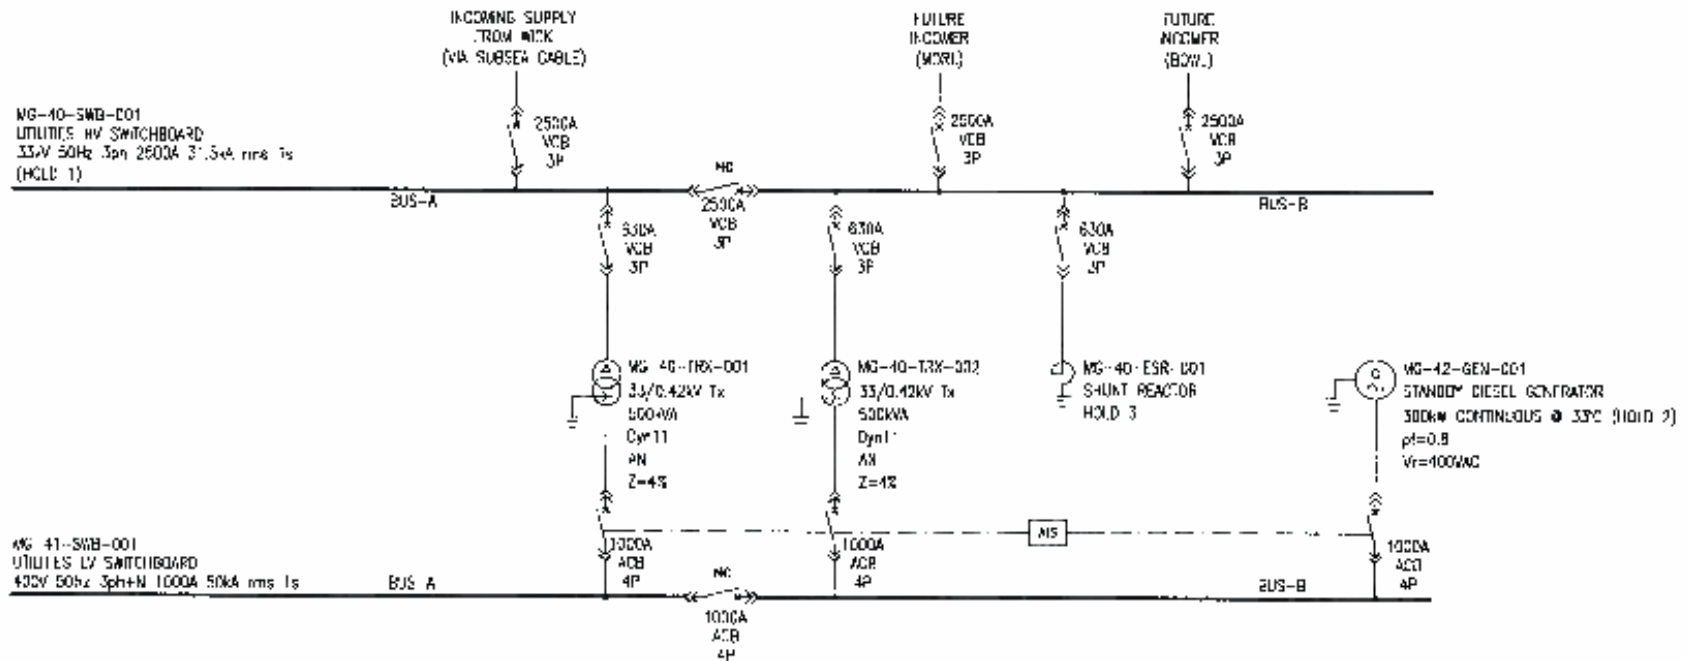 INCOMING SUPPLY
FROM WICK
(VIA SUBSEA CABLE)
FUTURE
INCOMER
(MORL)
FUTURE
INCOMER
(BOWL)
MG-40-SWB-001
UTILITIES HV SWITCHBOARD
33kV 50Hz 3ph 2500A 31.5kA rms 1s
(HOLD 1)
2500A
VCB
3P
2500A
VCB
3P
2500A
VCB
3P
BUS-A
2500A
VCB
3P
BUS-B
630A
VCB
3P
630A
VCB
3P
630A
VCB
3P
MG-40-TRX-001
33/0.42kV Tx
500kVA
Dyn11
AN
Z=4%
MG-40-TRX-002
33/0.42kV Tx
500kVA
Dyn11
AN
Z=4%
MG-40-ESR-001
SHUNT REACTOR
HOLD 3
G
MG-42-GEN-001
STANDBY DIESEL GENERATOR
300kW CONTINUOUS @ 33°C (HOLD 2)
pf=0.8
Vr=400VAC
MG-41-SWB-001
UTILITIES LV SWITCHBOARD
400V 50Hz 3ph+N 1000A 50kA rms 1s
1000A
ACB
4P
1000A
ACB
4P
1000A
ACB
4P
BUS-A
1000A
ACB
4P
BUS-B